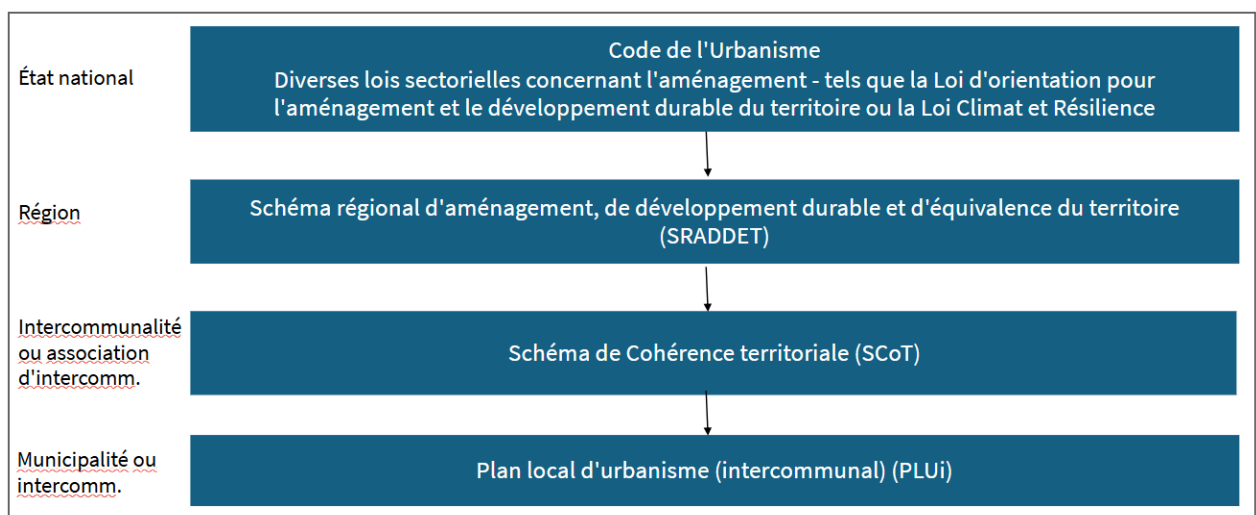 État national
Code de l'Urbanisme
Diverses lois sectorielles concernant l'aménagement - tels que la Loi d'orientation pour
l'aménagement et le développement durable du territoire ou la Loi Climat et Résilience
Région
Schéma régional d'aménagement, de développement durable et d'équivalence du territoire
(SRADDET)
Intercommunalité
ou association
d'intercomm.
Schéma de Cohérence territoriale (SCoT)
Municipalité ou
intercomm.
Plan local d'urbanisme (intercommunal) (PLUi)